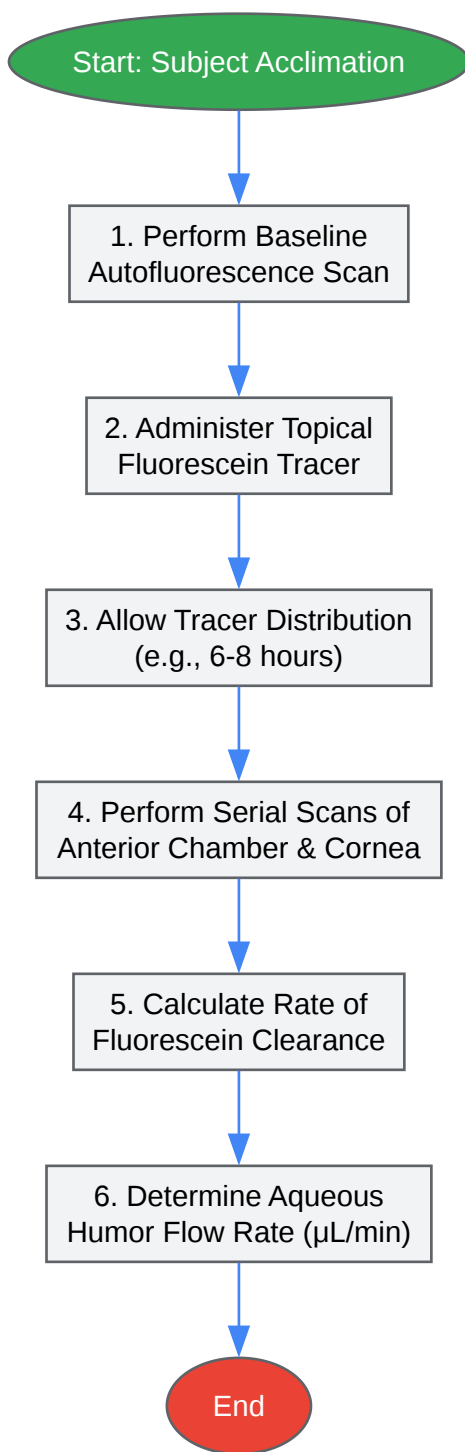 Start: Subject Acclimation
1. Perform Baseline
Autofluorescence Scan
2. Administer Topical
Fluorescein Tracer
3. Allow Tracer Distribution
(e.g., 6-8 hours)
4. Perform Serial Scans of
Anterior Chamber & Cornea
5. Calculate Rate of
Fluorescein Clearance
6. Determine Aqueous
Humor Flow Rate (µL/min)
End